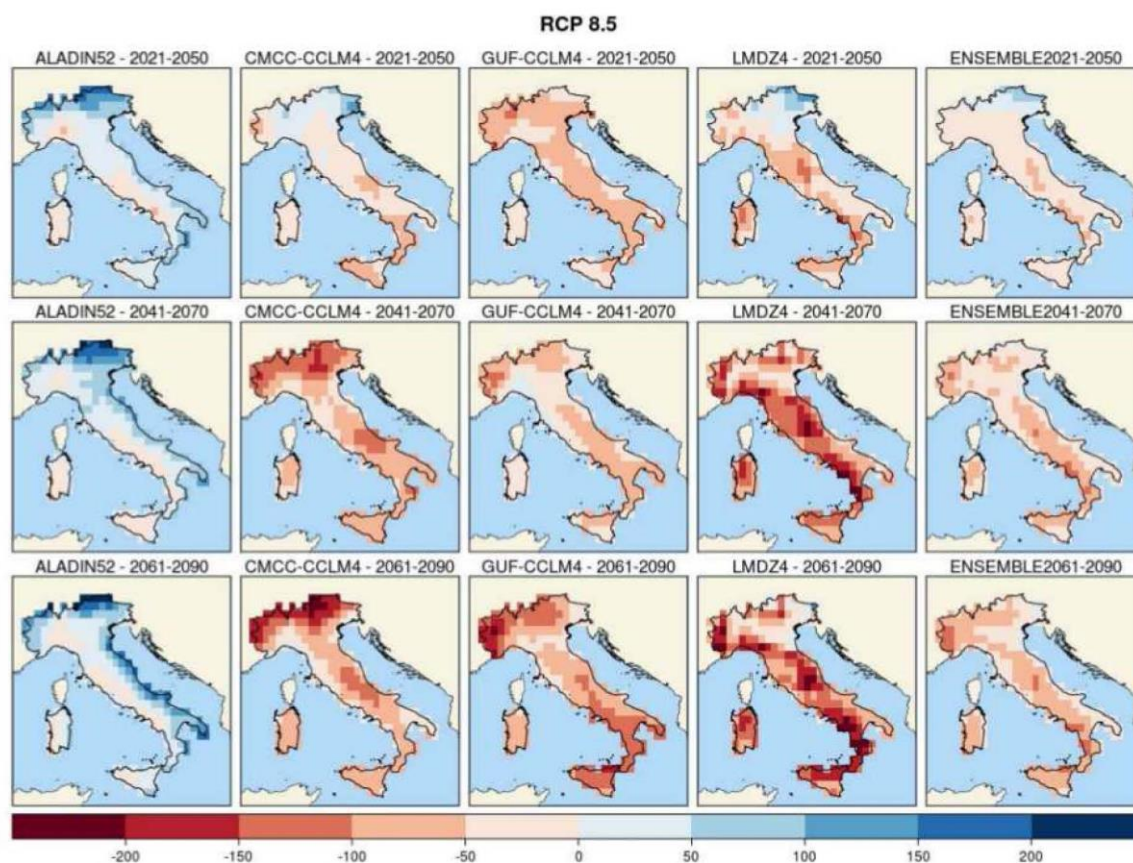 RCP 8.5
ALADIN52 - 2021-2050 CMCC-CCLM4 - 2021-2050 GUF-CCLM4 - 2021-2050 LMDZ4 - 2021-2050 ENSEMBLE2021-2050
ALADIN52 - 2041-2070 CMCC-CCLM4 - 2041-2070 GUF-CCLM4 - 2041-2070 LMDZ4 - 2041-2070 ENSEMBLE2041-2070
ALADIN52 - 2061-2090 CMCC-CCLM4 - 2061-2090 GUF-CCLM4 - 2061-2090 LMDZ4 - 2061-2090 ENSEMBLE2061-2090
-200 -150 -100 -50 0 50 100 150 200